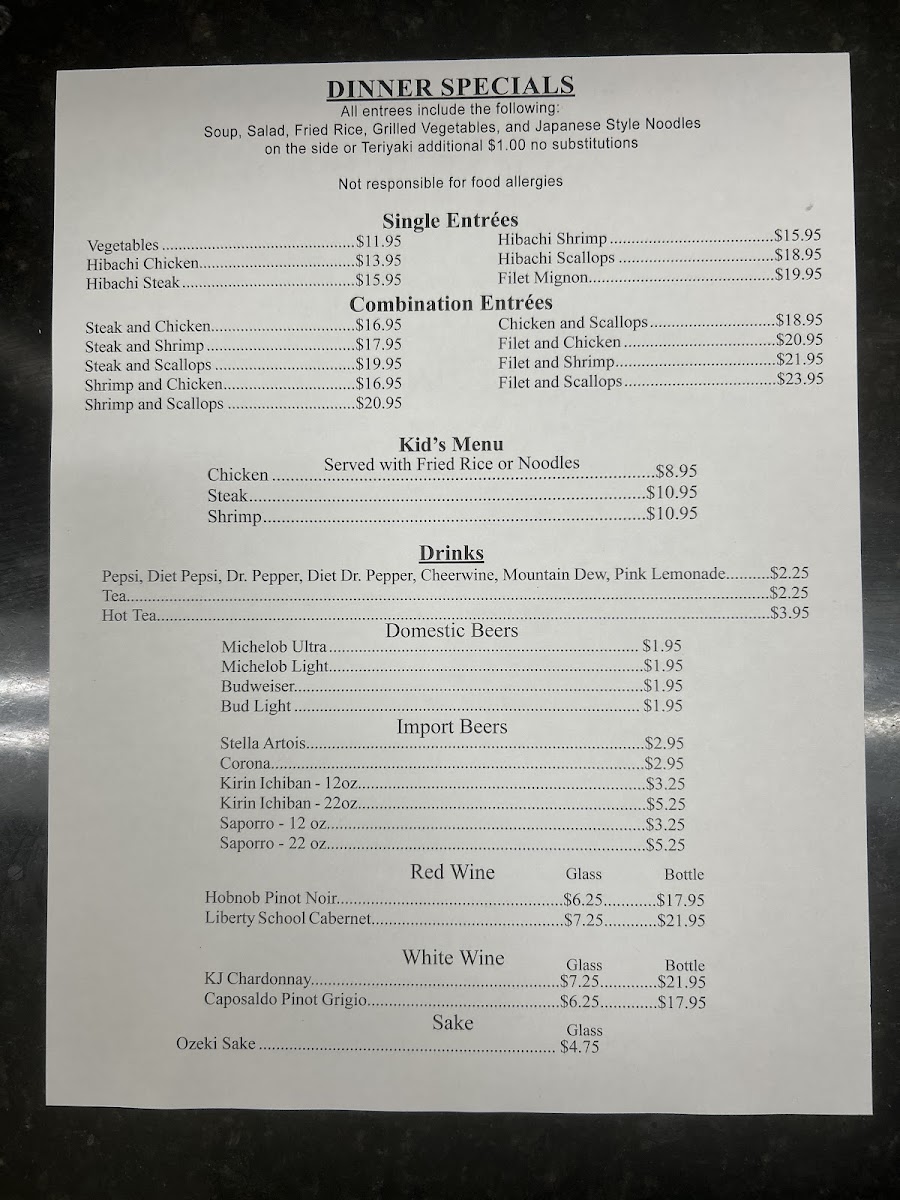 DINNER SPECIALS
All entrees include the following:
Soup, Salad, Fried Rice, Grilled Vegetables, and Japanese Style Noodles
on the side or Teriyaki additional $1.00 no substitutions
Not responsible for food allergies
Single Entrées
Vegetables....................................$11.95
Hibachi Chicken....................................$13.95
Hibachi Steak....................................$15.95
Hibachi Shrimp....................................$15.95
Hibachi Scallops....................................$18.95
Filet Mignon....................................$19.95
Combination Entrées
Steak and Chicken....................................$16.95
Steak and Shrimp....................................$17.95
Steak and Scallops....................................$19.95
Shrimp and Chicken....................................$16.95
Shrimp and Scallops....................................$20.95
Chicken and Scallops....................................$18.95
Filet and Chicken....................................$20.95
Filet and Shrimp....................................$21.95
Filet and Scallops....................................$23.95
Kid's Menu
Served with Fried Rice or Noodles
Chicken....................................$8.95
Steak....................................$10.95
Shrimp....................................$10.95
Drinks
Pepsi, Diet Pepsi, Dr. Pepper, Diet Dr. Pepper, Cheerwine, Mountain Dew, Pink Lemonade..........$2.25
Tea....................................$2.25
Hot Tea....................................$3.95
Domestic Beers
Michelob Ultra....................................$1.95
Michelob Light....................................$1.95
Budweiser....................................$1.95
Bud Light....................................$1.95
Import Beers
Stella Artois....................................$2.95
Corona....................................$2.95
Kirin Ichiban - 12oz....................................$3.25
Kirin Ichiban - 22oz....................................$5.25
Saporro - 12 oz....................................$3.25
Saporro - 22 oz....................................$5.25
Red Wine Glass Bottle
Hobnob Pinot Noir....................................$6.25............$17.95
Liberty School Cabernet....................................$7.25............$21.95
White Wine Glass Bottle
KJ Chardonnay....................................$7.25............$21.95
Caposaldo Pinot Grigio....................................$6.25............$17.95
Sake Glass
Ozeki Sake....................................$4.75